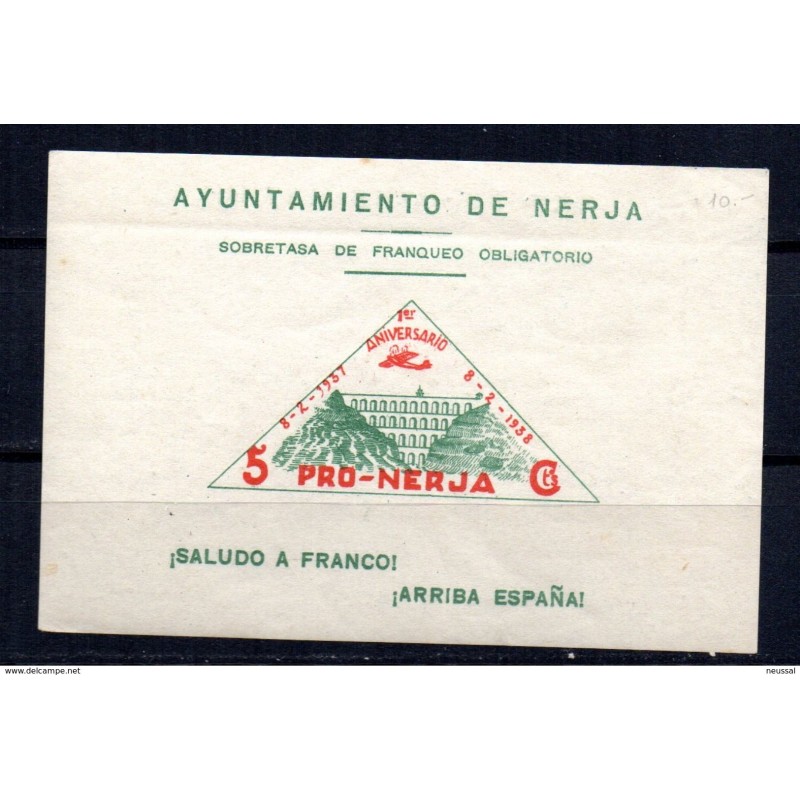 AYUNTAMIENTO DE NERJA
10.-
SOBRETASA DE FRANQUEO OBLIGATORIO
1er
ANIVERSARIO
8-2-1937
8-2-1938
5 PRO-NERJA Cts
¡SALUDO A FRANCO!
¡ARRIBA ESPAÑA!
www.delcampe.net
neussal